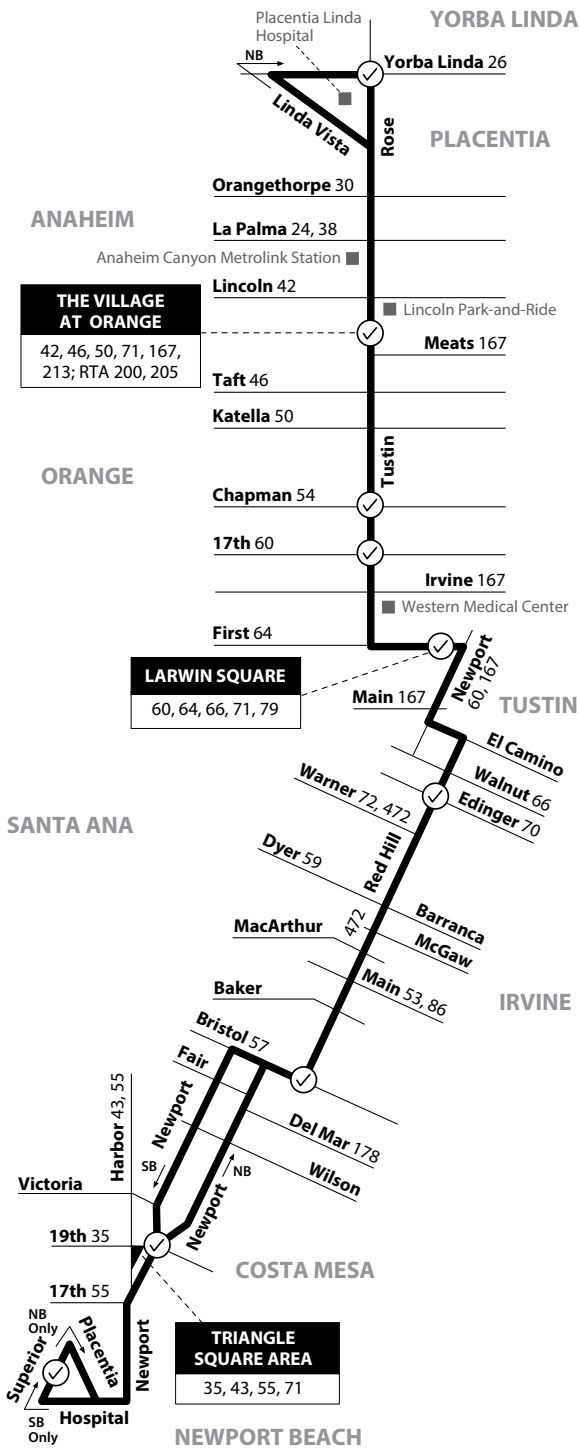 YORBA LINDA
Placentia Linda
Hospital
NB
Yorba Linda 26
Linda Vista
Rose
PLACENTIA
Orangethorpe 30
ANAHEIM
La Palma 24, 38
Anaheim Canyon Metrolink Station
Lincoln 42
Lincoln Park-and-Ride
THE VILLAGE
AT ORANGE
42, 46, 50, 71, 167,
213; RTA 200, 205
Meats 167
Taft 46
Katella 50
Tustin
ORANGE
Chapman 54
17th 60
Irvine 167
Western Medical Center
First 64
Newport
60, 167
LARWIN SQUARE
60, 64, 66, 71, 79
Main 167
TUSTIN
El Camino
Walnut 66
Edinger 70
Warner 72, 472
SANTA ANA
Red Hill
Dyer 59
472
Barranca
McGaw
MacArthur
Main 53, 86
IRVINE
Baker
Bristol 57
Fair
Harbor 43, 55
Newport
SB
Del Mar 178
NB
Newport
Wilson
Victoria
19th 35
COSTA MESA
17th 55
NB
Only
Placentia
Superior
Newport
TRIANGLE
SQUARE AREA
35, 43, 55, 71
SB
Only
Hospital
NEWPORT BEACH